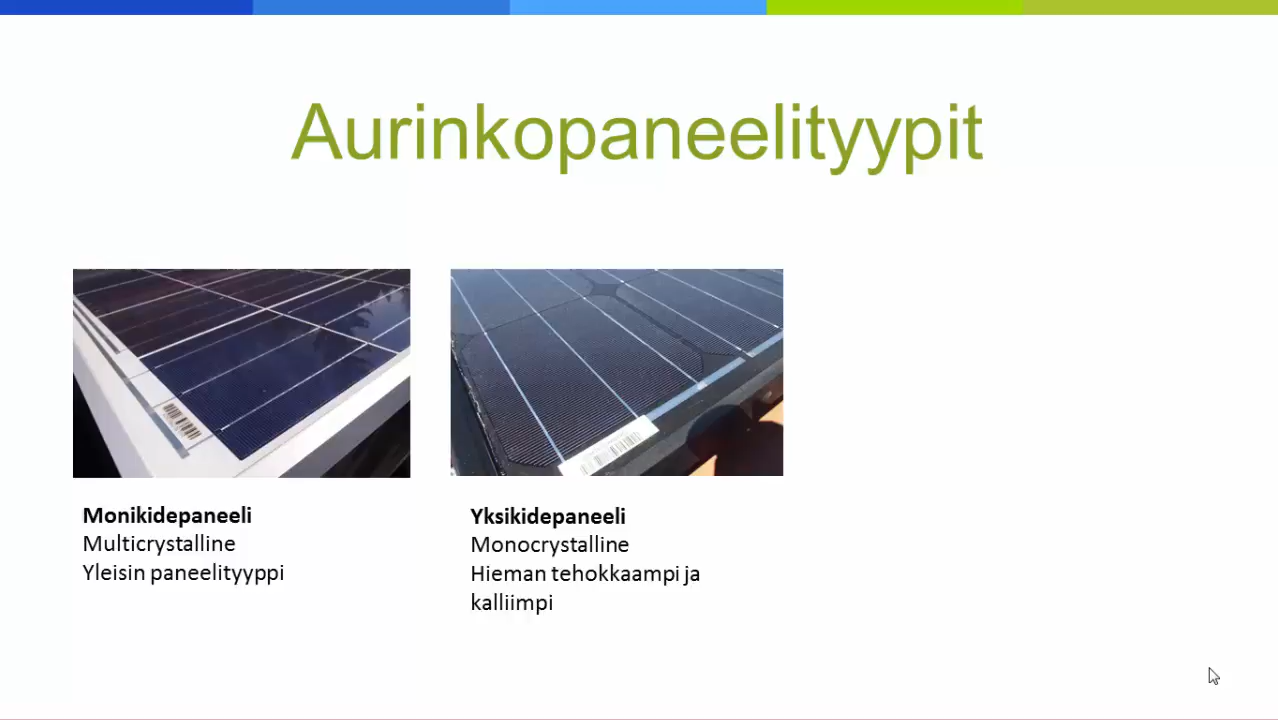 Aurinkopaneelityypit
Monikidepaneeli
Multicrystalline
Yleisin paneelityyppi
Yksikidepaneeli
Monocrystalline
Hieman tehokkaampi ja
kalliimpi